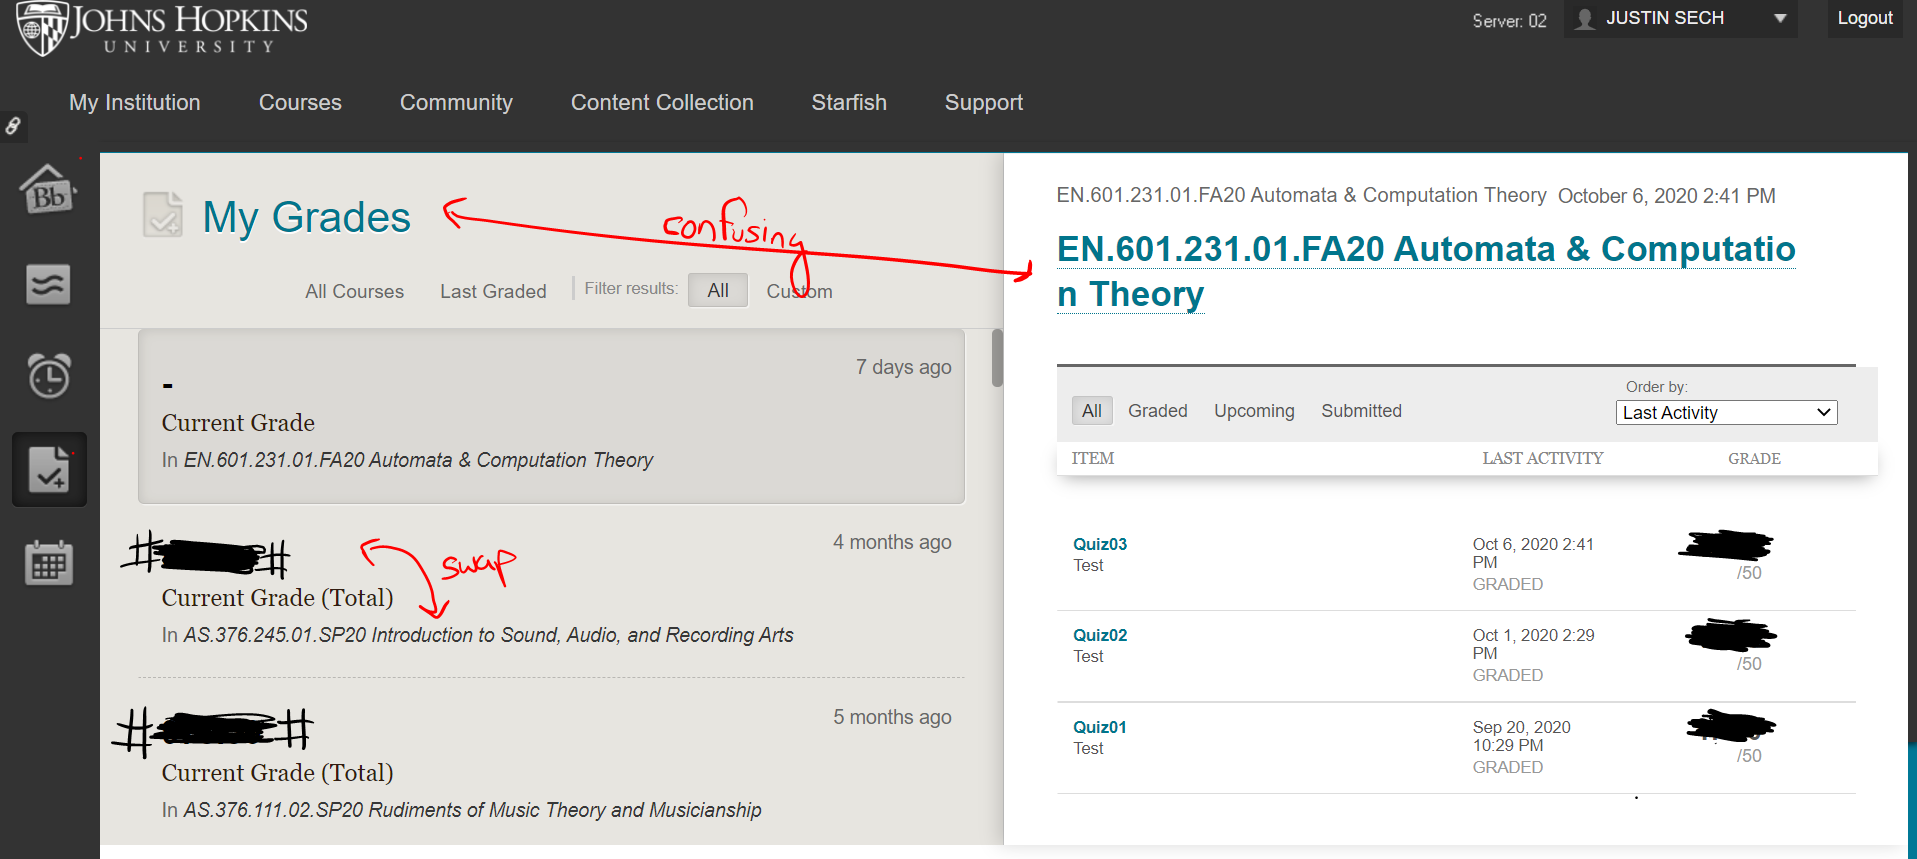 JOHNS HOPKINS
UNIVERSITY
Server: 02
JUSTIN SECH
Logout
My Institution
Courses
Community
Content Collection
Starfish
Support
Bb
My Grades
confusing
All Courses
Last Graded
Filter results:
All
Custom
7 days ago
-
Current Grade
In EN.601.231.01.FA20 Automata & Computation Theory
4 months ago
# #
swap
Current Grade (Total)
In AS.376.245.01.SP20 Introduction to Sound, Audio, and Recording Arts
5 months ago
# #
Current Grade (Total)
In AS.376.111.02.SP20 Rudiments of Music Theory and Musicianship
EN.601.231.01.FA20 Automata & Computation Theory October 6, 2020 2:41 PM
EN.601.231.01.FA20 Automata & Computatio
n Theory
Order by:
All
Graded
Upcoming
Submitted
Last Activity
ITEM
LAST ACTIVITY
GRADE
Quiz03
Test
Oct 6, 2020 2:41
PM
GRADED
/50
Quiz02
Test
Oct 1, 2020 2:29
PM
GRADED
/50
Quiz01
Test
Sep 20, 2020
10:29 PM
GRADED
/50